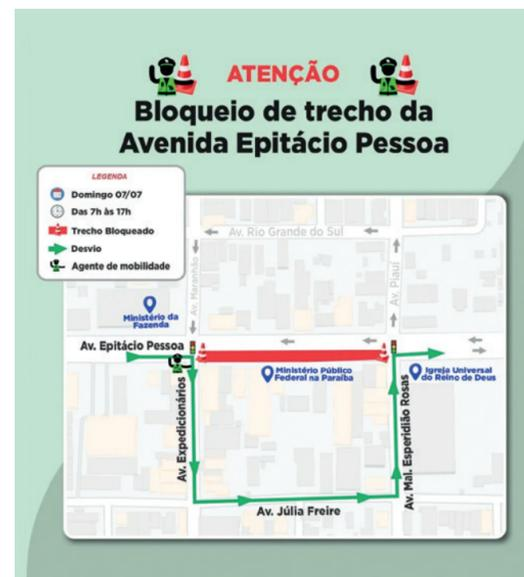 ATENÇÃO
Bloqueio de trecho da
Avenida Epitácio Pessoa
LEGENDA
Domingo 07/07
Das 7h às 17h
Trecho Bloqueado
Desvio
Agente de mobilidade
Av. Rio Grande do Sul
Av. Maranhão
Av. Piauí
Ministério da
Fazenda
Av. Epitácio Pessoa
Ministério Público
Federal na Paraíba
Igreja Universal
do Reino de Deus
Av. Expedicionários
Av. Mal. Esperidião Rosas
Av. Júlia Freire